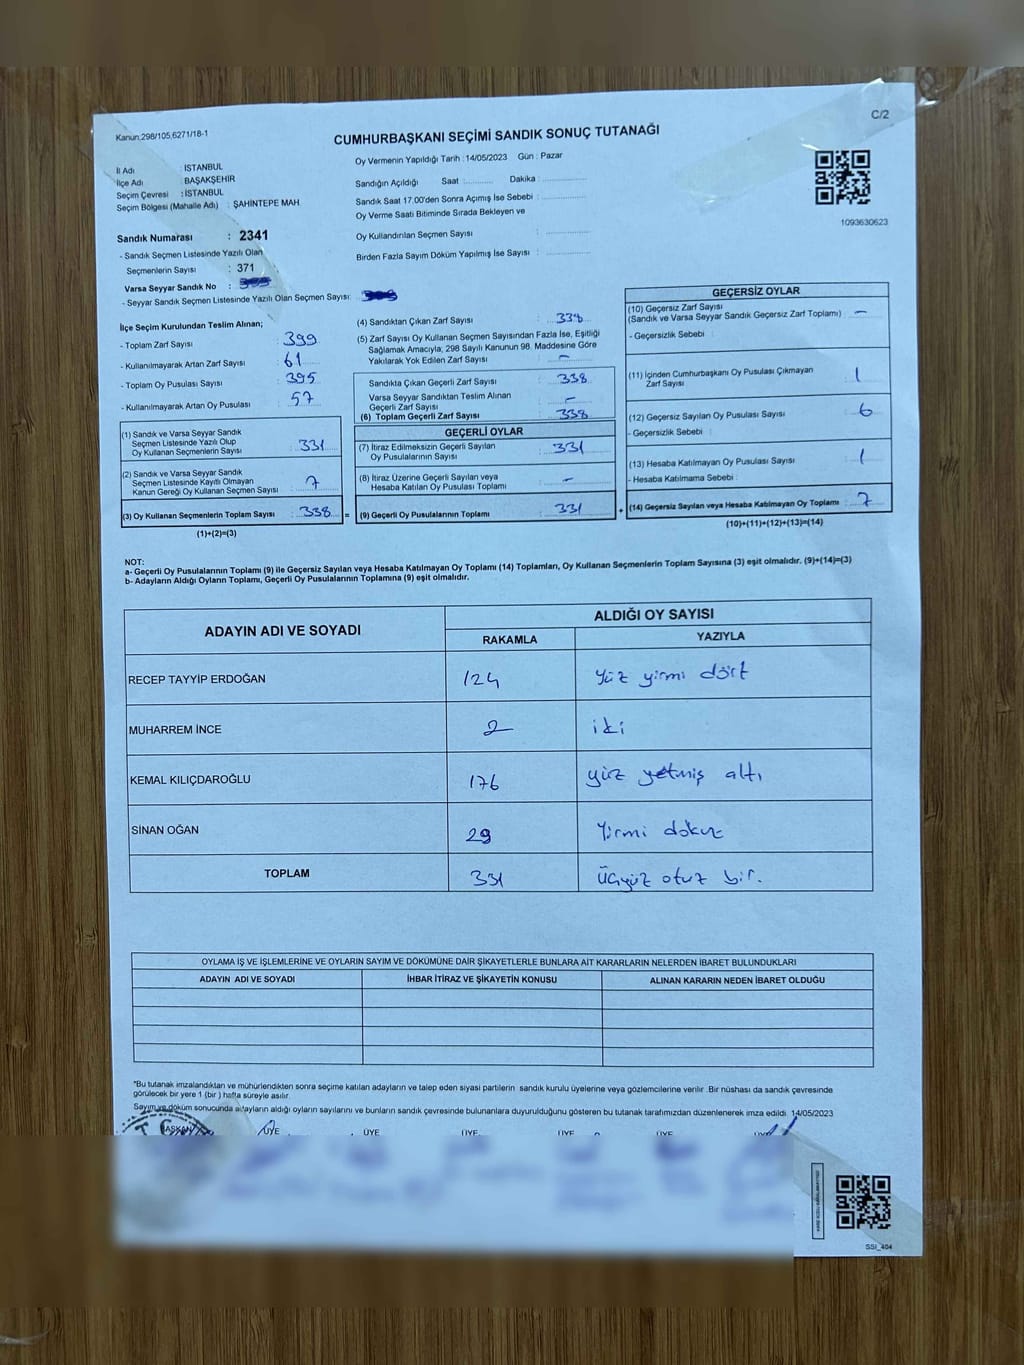 Kanun:298/105,6271/18-1
C/2
CUMHURBAŞKANI SEÇİMİ SANDIK SONUÇ TUTANAĞI
İl Adı : İSTANBUL
İlçe Adı : BAŞAKŞEHİR
Seçim Çevresi : İSTANBUL
Seçim Bölgesi (Mahalle Adı) : ŞAHİNTEPE MAH
Sandık Numarası : 2341
- Sandık Seçmen Listesinde Yazılı Olan
Seçmenlerin Sayısı : 371
Varsa Seyyar Sandık No :
- Seyyar Sandık Seçmen Listesinde Yazılı Olan Seçmen Sayısı:
Oy Vermenin Yapıldığı Tarih : 14/05/2023 Gün : Pazar
Sandığın Açıldığı Saat :............ Dakika :................
Sandık Saat 17.00'den Sonra Açımış İse Sebebi :................
Oy Verme Saati Bitiminde Sırada Bekleyen ve
Oy Kullandırılan Seçmen Sayısı :................
Birden Fazla Sayım Döküm Yapılmış İse Sayısı :................
1093630623
İlçe Seçim Kurulundan Teslim Alınan;
- Toplam Zarf Sayısı : 399
- Kullanılmayarak Artan Zarf Sayısı : 61
- Toplam Oy Pusulası Sayısı : 395
- Kullanılmayarak Artan Oy Pusulası : 57
(1) Sandık ve Varsa Seyyar Sandık
Seçmen Listesinde Yazılı Olup
Oy Kullanan Seçmenlerin Sayısı : 331
(2) Sandık ve Varsa Seyyar Sandık
Seçmen Listesinde Kayıtlı Olmayan
Kanun Gereği Oy Kullanan Seçmen Sayısı : 7
(3) Oy Kullanan Seçmenlerin Toplam Sayısı : 338 =
(1)+(2)=(3)
(4) Sandıktan Çıkan Zarf Sayısı : 338
(5) Zarf Sayısı Oy Kullanan Seçmen Sayısından Fazla İse, Eşitliği
Sağlamak Amacıyla, 298 Sayılı Kanunun 98. Maddesine Göre
Yakılarak Yok Edilen Zarf Sayısı : -
Sandıkla Çıkan Geçerli Zarf Sayısı : 338
Varsa Seyyar Sandıktan Teslim Alınan
Geçerli Zarf Sayısı : -
(6) Toplam Geçerli Zarf Sayısı : 338
GEÇERLİ OYLAR
(7) İtiraz Edilmeksizin Geçerli Sayılan
Oy Pusulalarının Sayısı : 331
(8) İtiraz Üzerine Geçerli Sayılan veya
Hesaba Katılan Oy Pusulası Toplamı : -
(9) Geçerli Oy Pusulalarının Toplamı : 331 +
GEÇERSİZ OYLAR
(10) Geçersiz Zarf Sayısı
(Sandık ve Varsa Seyyar Sandık Geçersiz Zarf Toplamı) : -
- Geçersizlik Sebebi :
(11) İçinden Cumhurbaşkanı Oy Pusulası Çıkmayan
Zarf Sayısı : 1
(12) Geçersiz Sayılan Oy Pusulası Sayısı : 6
- Geçersizlik Sebebi :
(13) Hesaba Katılmayan Oy Pusulası Sayısı : 1
- Hesaba Katılmama Sebebi :
(14) Geçersiz Sayılan veya Hesaba Katılmayan Oy Toplamı : 7
(10)+(11)+(12)+(13)=(14)
NOT:
a- Geçerli Oy Pusulalarının Toplamı (9) ile Geçersiz Sayılan veya Hesaba Katılmayan Oy Toplamı (14) Toplamları, Oy Kullanan Seçmenlerin Toplam Sayısına (3) eşit olmalıdır. (9)+(14)=(3)
b- Adayların Aldığı Oyların Toplamı, Geçerli Oy Pusulalarının Toplamına (9) eşit olmalıdır.
ADAYIN ADI VE SOYADI ALDIĞI OY SAYISI
RAKAMLA YAZIYLA
RECEP TAYYİP ERDOĞAN 124 Yüz yirmi dört
MUHARREM İNCE 2 iki
KEMAL KILIÇDAROĞLU 176 yüz yetmiş altı
SİNAN OĞAN 29 Yirmi dokuz
TOPLAM 331 Üçyüz otuz bir.
OYLAMA İŞ VE İŞLEMLERİNE VE OYLARIN SAYIM VE DÖKÜMÜNE DAİR ŞİKAYETLERLE BUNLARA AİT KARARLARIN NELERDEN İBARET BULUNDUKLARI
ADAYIN ADI VE SOYADI İHBAR İTİRAZ VE ŞİKAYETİN KONUSU ALINAN KARARIN NEDEN İBARET OLDUĞU
"Bu tutanak imzalandıktan ve mühürlendikten sonra seçime katılan adayların ve talep eden siyasi partilerin sandık kurulu üyelerine veya gözlemcilerine verilir .Bir nüshası da sandık çevresinde
görülecek bir yere 1 (bir ) hafta süreyle asılır.
Sayım ve döküm sonucunda adayların aldığı oyların sayılarını ve bunların sandık çevresinde bulunanlara duyurulduğunu gösteren bu tutanak tarafımızdan düzenlenerek imza edildi. 14/05/2023
BAŞKAN ÜYE ÜYE ÜYE ÜYE ÜYE ÜYE
SSI_404